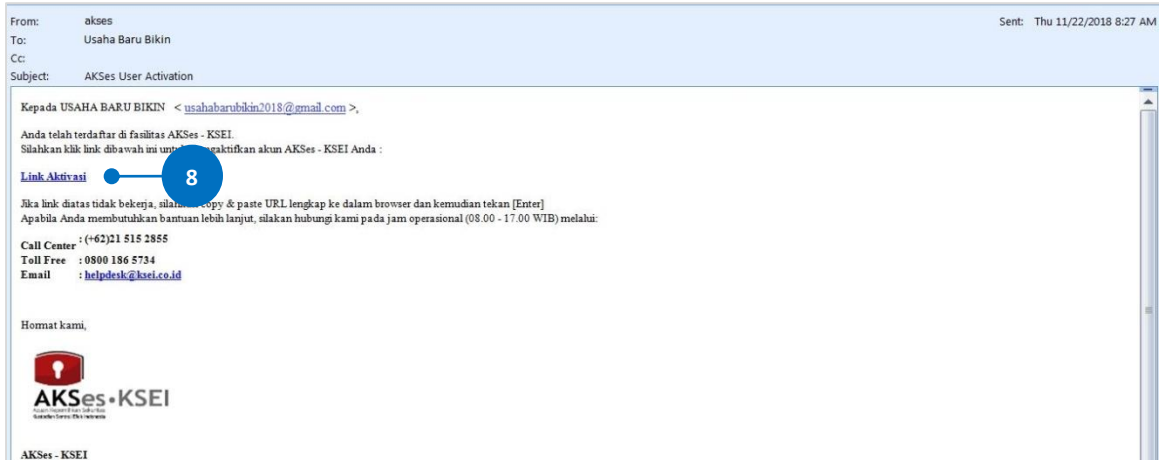 From: akses Sent: Thu 11/22/2018 8:27 AM
To: Usaha Baru Bikin
Cc:
Subject: AKSes User Activation
Kepada USAHA BARU BIKIN < usahabarubikin2018@gmail.com >,
Anda telah terdaftar di fasilitas AKSes - KSEI.
Silahkan klik link dibawah ini untuk mengaktifkan akun AKSes - KSEI Anda :
Link Aktivasi 8
Jika link diatas tidak bekerja, silahkan copy & paste URL lengkap ke dalam browser dan kemudian tekan [Enter]
Apabila Anda membutuhkan bantuan lebih lanjut, silakan hubungi kami pada jam operasional (08.00 - 17.00 WIB) melalui:
Call Center : (+62)21 515 2855
Toll Free : 0800 186 5734
Email : helpdesk@ksei.co.id
Hormat kami,
AKSes•KSEI
AKSes - KSEI